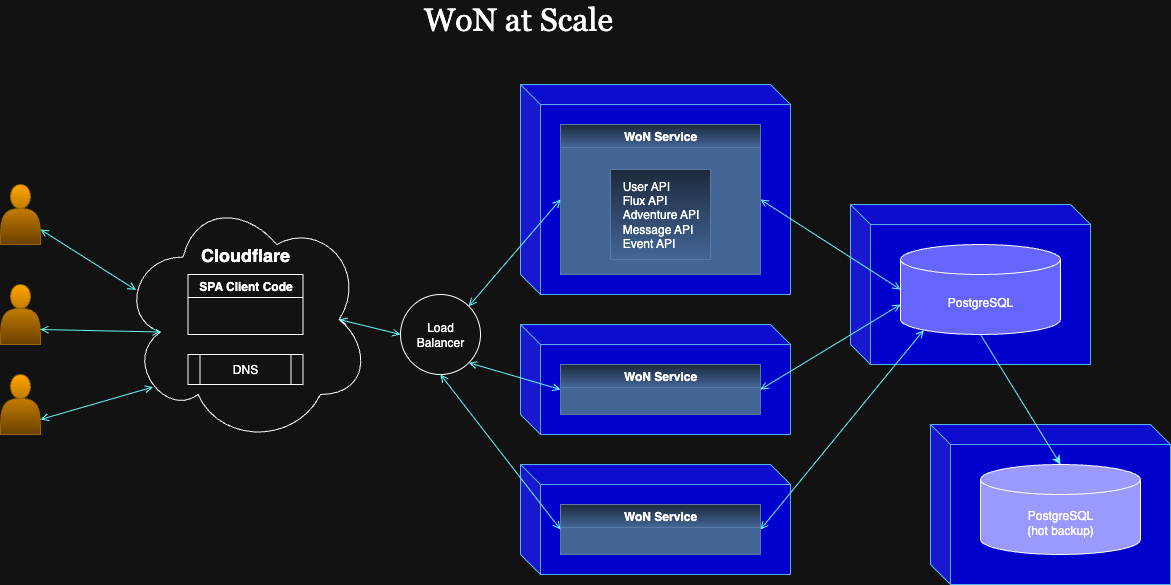 WoN at Scale
Cloudflare
SPA Client Code
DNS
Load
Balancer
WoN Service
User API
Flux API
Adventure API
Message API
Event API
WoN Service
WoN Service
PostgreSQL
PostgreSQL
(hot backup)